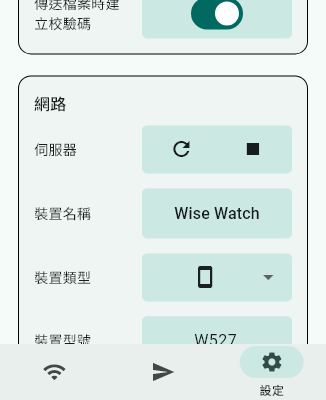 傳送檔案時建
立校驗碼
網路
伺服器
裝置名稱
Wise Watch
裝置類型
裝置型號
W527
設定